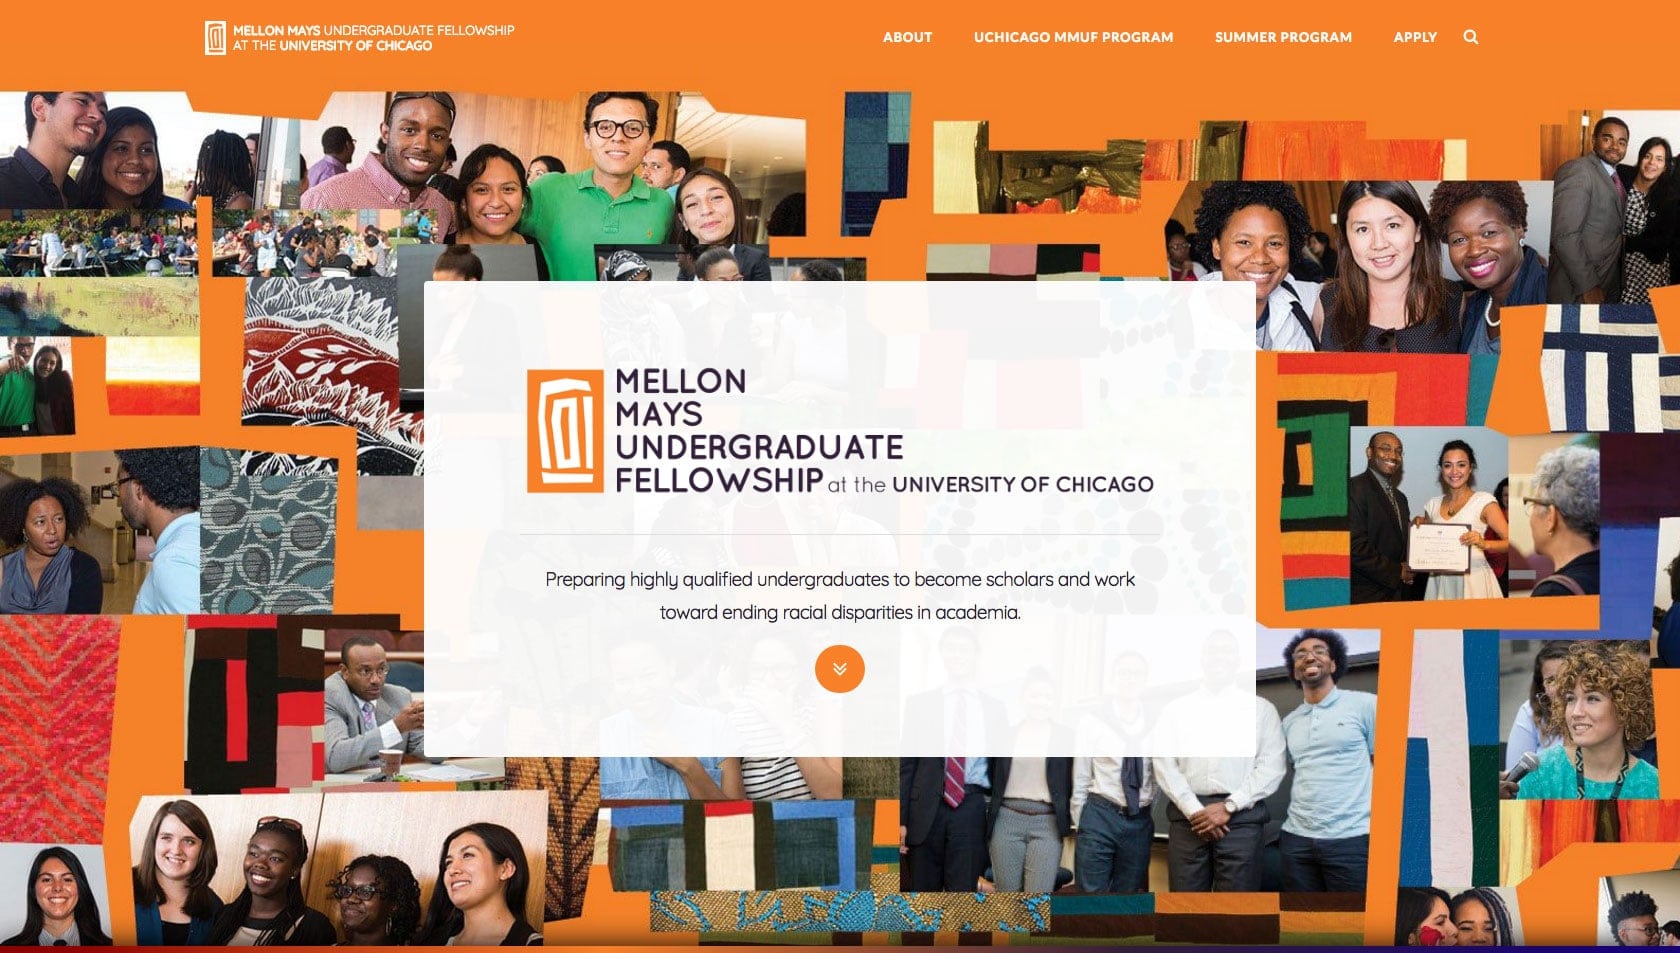 MELLON MAYS UNDERGRADUATE FELLOWSHIP
AT THE UNIVERSITY OF CHICAGO
ABOUT
UCHICAGO MMUF PROGRAM
SUMMER PROGRAM
APPLY
MELLON
MAYS
UNDERGRADUATE
FELLOWSHIP at the UNIVERSITY OF CHICAGO
Preparing highly qualified undergraduates to become scholars and work
toward ending racial disparities in academia.